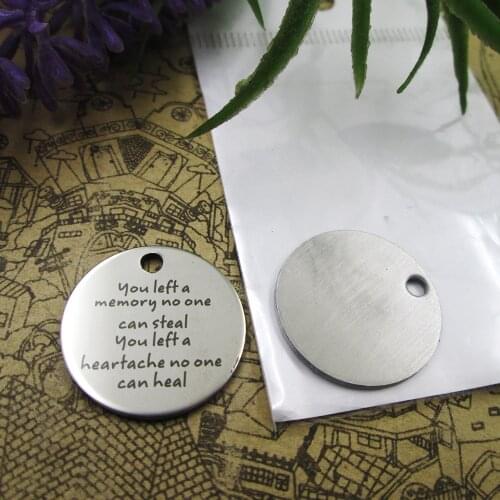 You left a
memory no one
can steal
You left a
heartache no one
can heal